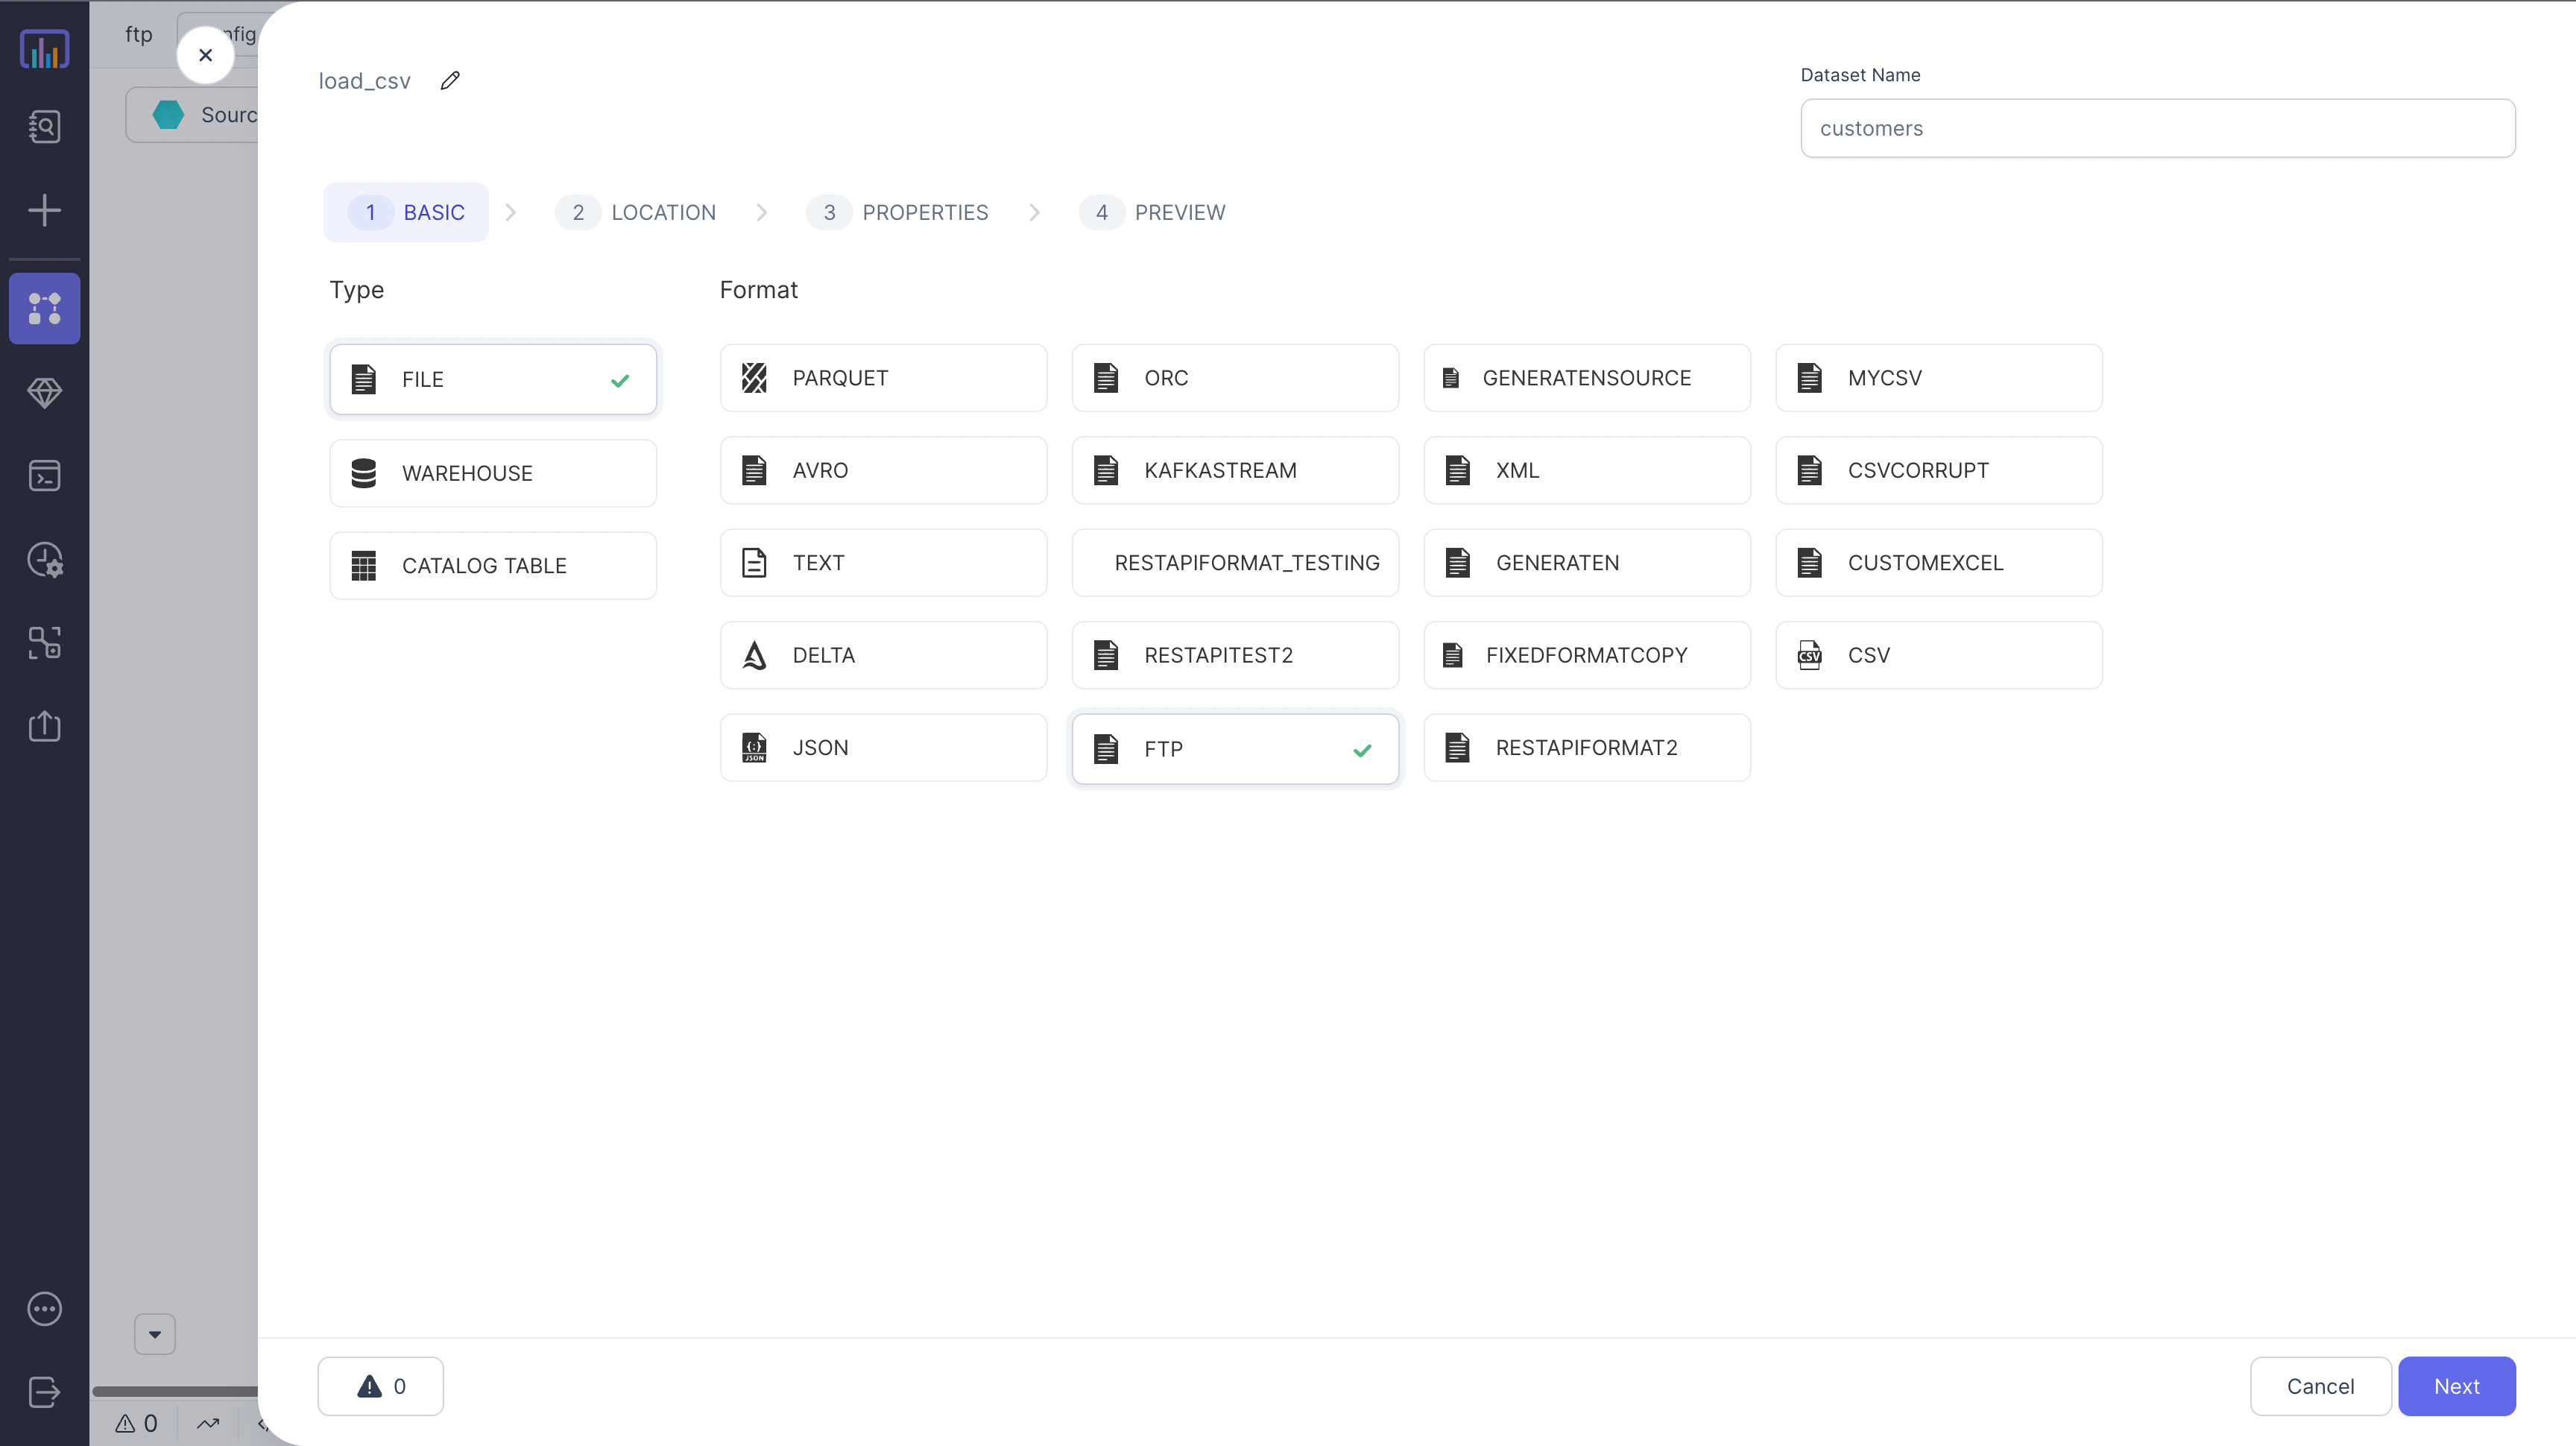 ftp
load_csv
Dataset Name
customers
Sourc
1 BASIC
2 LOCATION
3 PROPERTIES
4 PREVIEW
Type
Format
FILE
WAREHOUSE
CATALOG TABLE
PARQUET
ORC
GENERATENSOURCE
MYCSV
AVRO
KAFKASTREAM
XML
CSVCORRUPT
TEXT
RESTAPIFORMAT_TESTING
GENERATEN
CUSTOMEXCEL
DELTA
RESTAPITEST2
FIXEDFORMATCOPY
CSV
CSV
JSON
JSON
FTP
RESTAPIFORMAT2
0
Cancel
Next
0